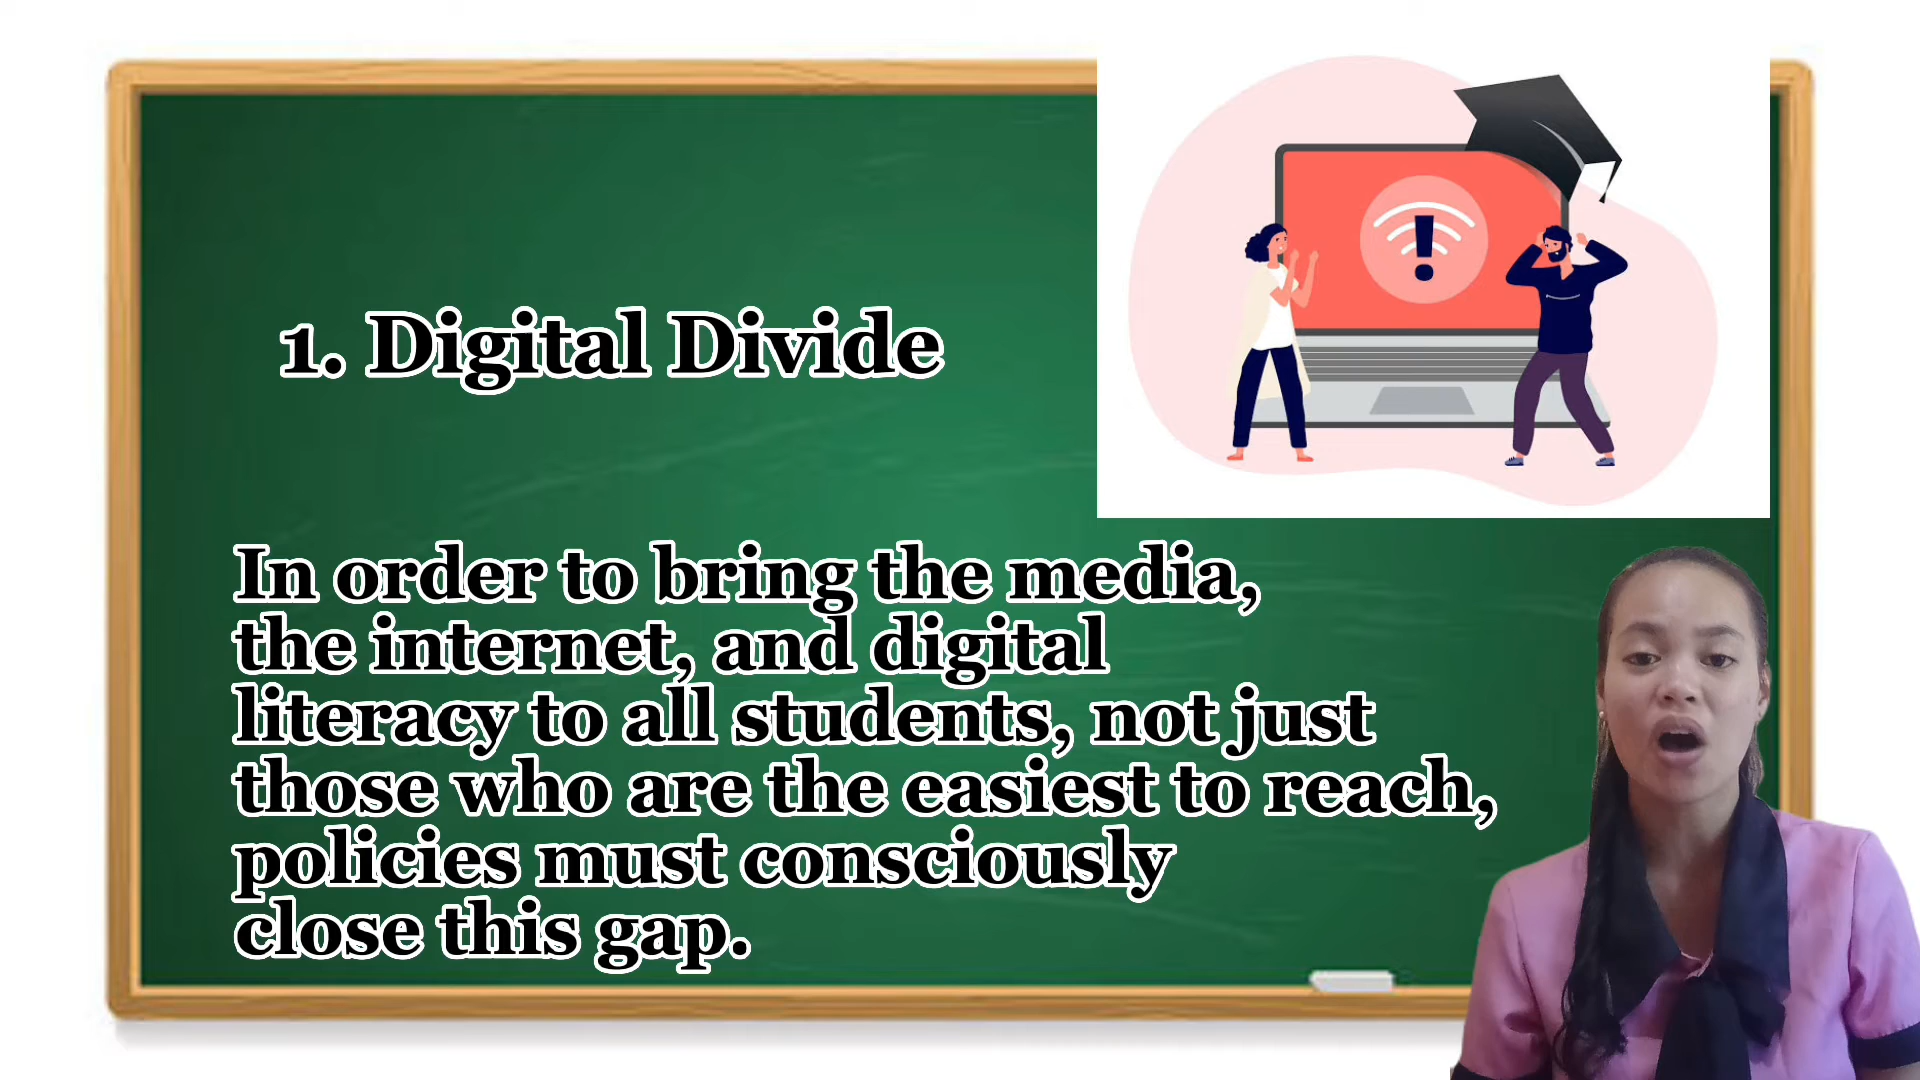 1. Digital Divide
In order to bring the media,
the internet, and digital
literacy to all students, not just
those who are the easiest to reach,
policies must consciously
close this gap.